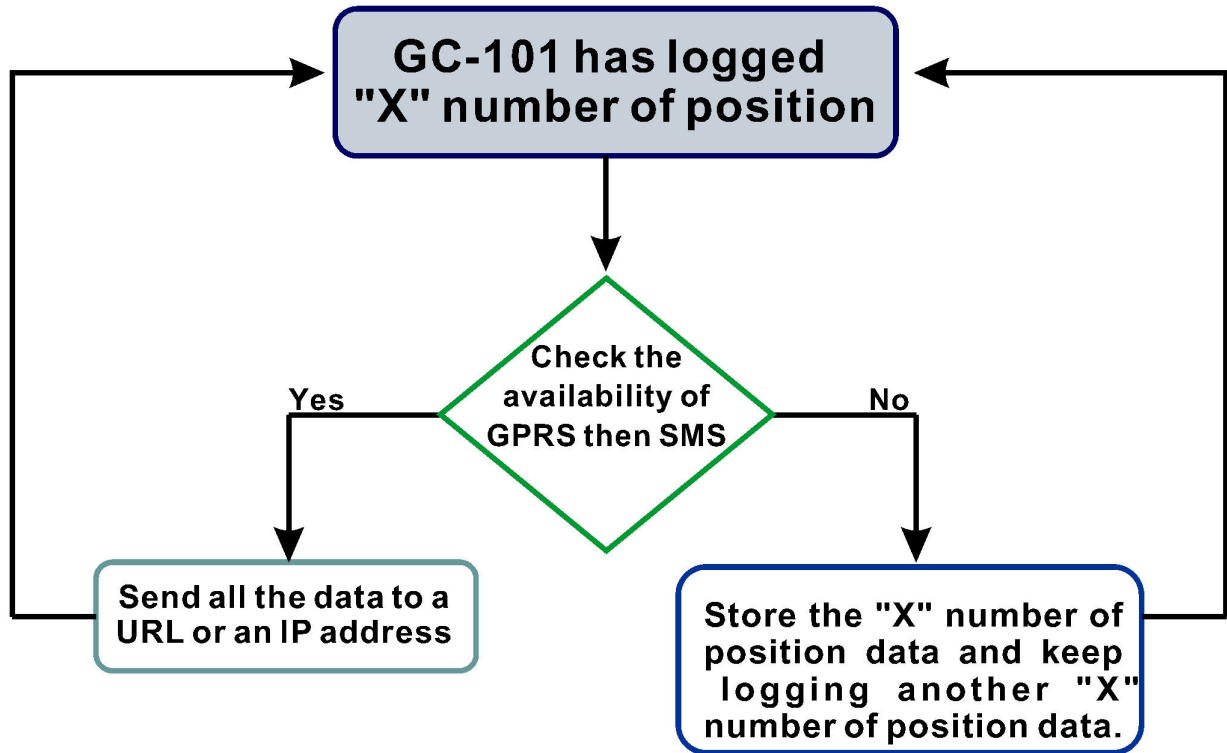 GC-101 has logged
"X" number of position
Check the
availability of
GPRS then SMS
Yes
No
Send all the data to a
URL or an IP address
Store the "X" number of
position data and keep
logging another "X"
number of position data.